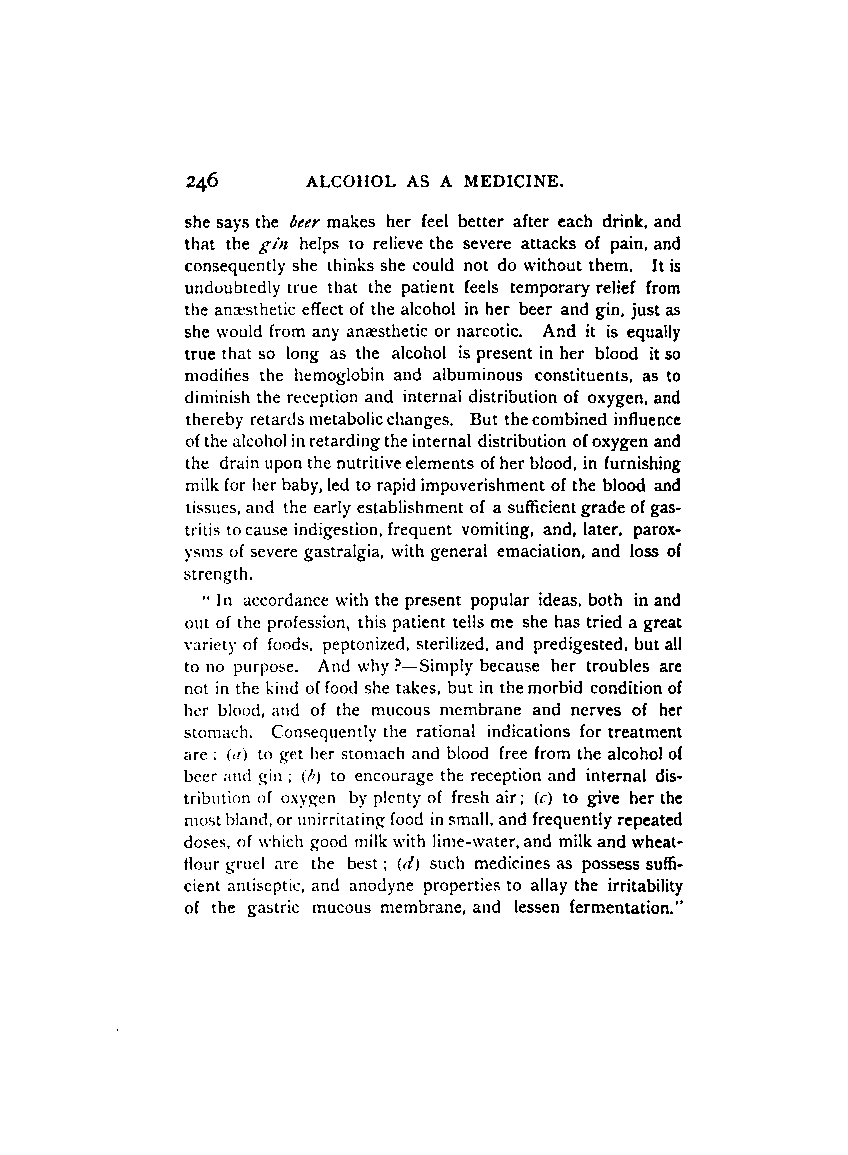 246 ALCOHOL AS A MEDICINE.
she says the beer makes her feel better after each drink, and
that the gin helps to relieve the severe attacks of pain, and
consequently she thinks she could not do without them. It is
undoubtedly true that the patient feels temporary relief from
the anæsthetic effect of the alcohol in her beer and gin, just as
she would from any anæsthetic or narcotic. And it is equally
true that so long as the alcohol is present in her blood it so
modifies the hemoglobin and albuminous constituents, as to
diminish the reception and internal distribution of oxygen, and
thereby retards metabolic changes. But the combined influence
of the alcohol in retarding the internal distribution of oxygen and
the drain upon the nutritive elements of her blood, in furnishing
milk for her baby, led to rapid impoverishment of the blood and
tissues, and the early establishment of a sufficient grade of gas-
tritis to cause indigestion, frequent vomiting, and, later, parox-
ysms of severe gastralgia, with general emaciation, and loss of
strength.
" In accordance with the present popular ideas, both in and
out of the profession, this patient tells me she has tried a great
variety of foods, peptonized, sterilized, and predigested, but all
to no purpose. And why ?—Simply because her troubles are
not in the kind of food she takes, but in the morbid condition of
her blood, and of the mucous membrane and nerves of her
stomach. Consequently the rational indications for treatment
are : (a) to get her stomach and blood free from the alcohol of
beer and gin ; (b) to encourage the reception and internal dis-
tribution of oxygen by plenty of fresh air ; (c) to give her the
most bland, or unirritating food in small, and frequently repeated
doses, of which good milk with lime-water, and milk and wheat-
flour gruel are the best ; (d) such medicines as possess suffi-
cient antiseptic, and anodyne properties to allay the irritability
of the gastric mucous membrane, and lessen fermentation."